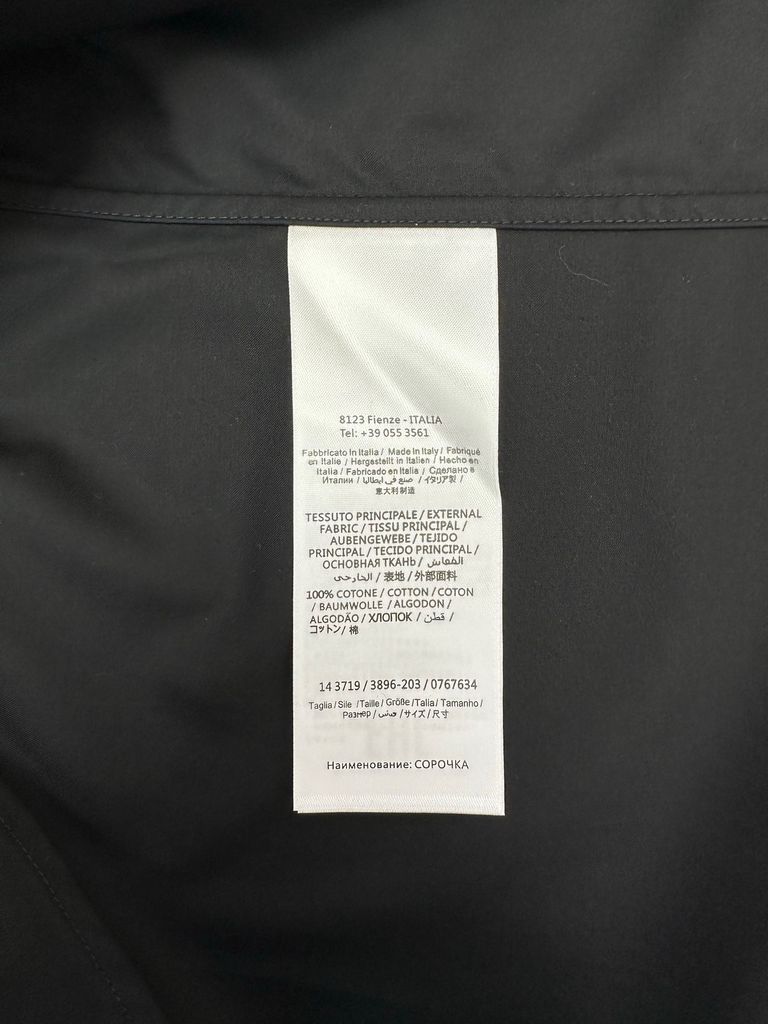 8123 Fienze - ITALIA
Tel: +39 055 3561
Fabbricato in Italia / Made in Italy / Fabriqué
en Italie / Hergestellt in Italien / Hecho en
Italia / Fabricado en Italia / Сделано в
Италии / صنع في ايطاليا / イタリア製 /
意大利制造
TESSUTO PRINCIPALE / EXTERNAL
FABRIC / TISSU PRINCIPAL /
AUBENGEWEBE / TEJIDO
PRINCIPAL / TECIDO PRINCIPAL /
ОСНОВНАЯ ТКАНЬ / القماش
الخارجى / 表地 / 外部面料
100% COTONE / COTTON / COTON
/ BAUMWOLLE / ALGODON /
ALGODÃO / ХЛОПОК / قطن /
コットン / 棉
14 3719 / 3896-203 / 0767634
Taglia / Sile / Taille / Größe / Talia / Tamanho /
Размер / / サイズ / 尺寸
Наименование: СОРОЧКА